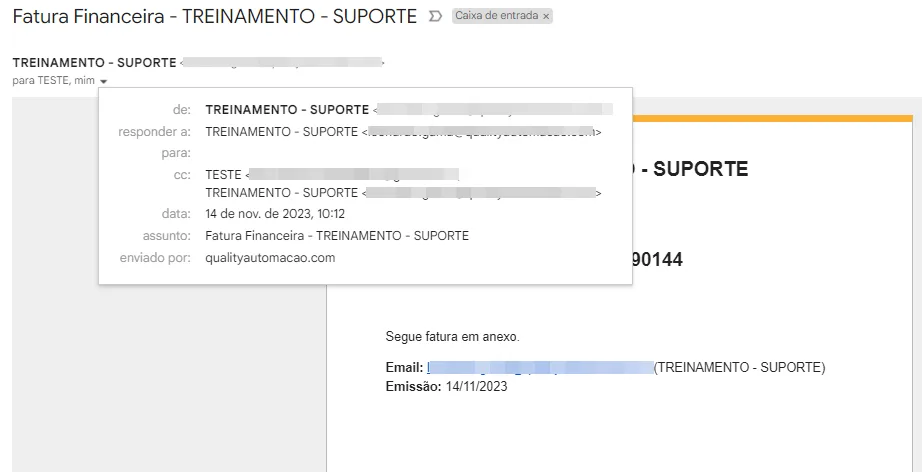 Fatura Financeira - TREINAMENTO - SUPORTE Caixa de entrada ×
TREINAMENTO - SUPORTE <
para TESTE, mim
de: TREINAMENTO - SUPORTE <
responder a: TREINAMENTO - SUPORTE < >
para:
cc: TESTE <
TREINAMENTO - SUPORTE < >
data: 14 de nov. de 2023, 10:12
assunto: Fatura Financeira - TREINAMENTO - SUPORTE
enviado por: qualityautomacao.com
- SUPORTE
90144
Segue fatura em anexo.
Email: (TREINAMENTO - SUPORTE)
Emissão: 14/11/2023